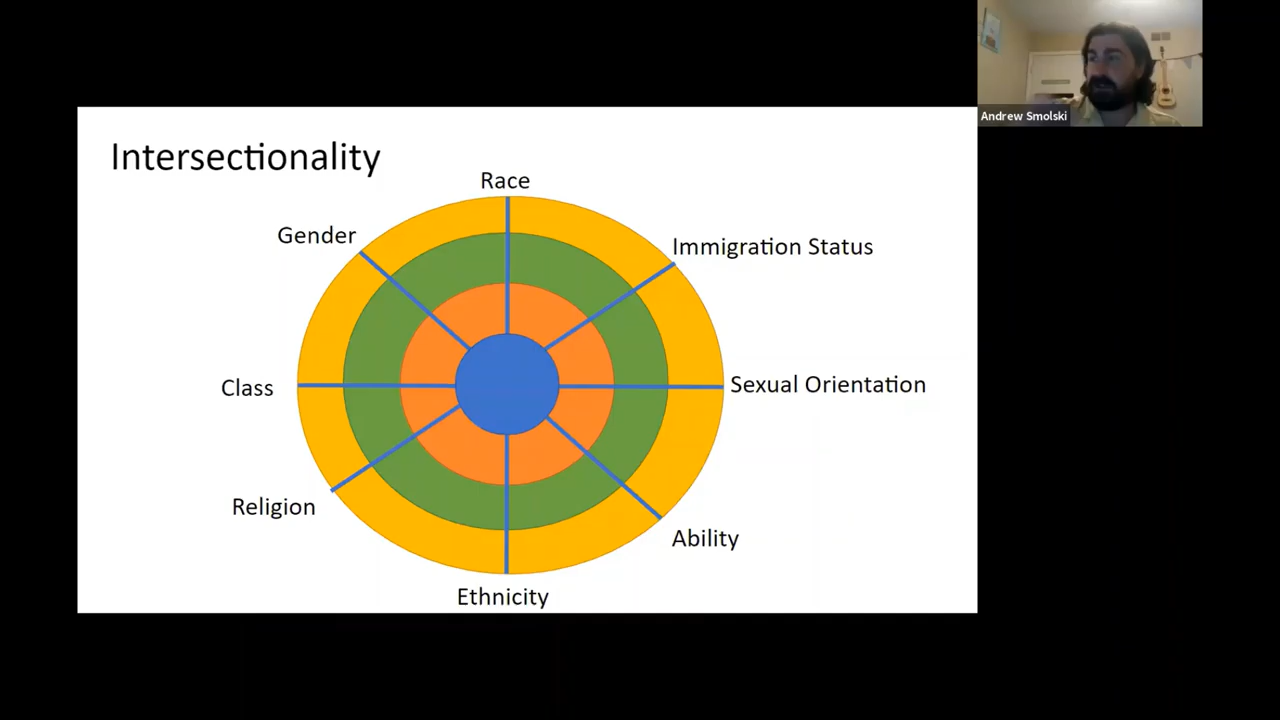 Andrew Smolski
Intersectionality
Race
Gender
Immigration Status
Class
Sexual Orientation
Religion
Ability
Ethnicity